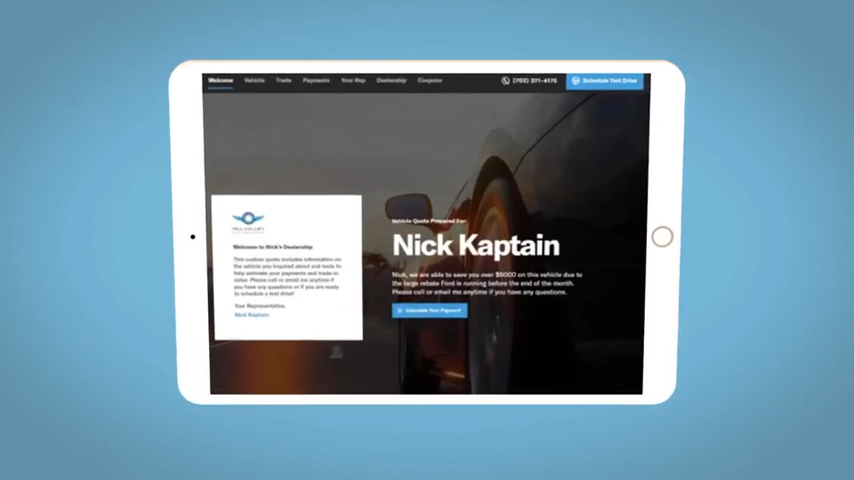 Welcome Vehicle Trade Payments Your Rep Dealership Coupons (702) 271-4175 Schedule Test Drive
HILL VALLEY
Welcome to Nick's Dealership
This custom quote includes information on
the vehicle you inquired about and tools to
help estimate your payments and trade-in
value. Please call or email me anytime if
you have any questions or if you are ready
to schedule a test drive!
Your Representative,
Nick Kaptain
Vehicle Quote Prepared For:
Nick Kaptain
Nick, we are able to save you over $6000 on this vehicle due to
the large rebate Ford is running before the end of the month.
Please call or email me anytime if you have any questions.
Calculate Your Payment